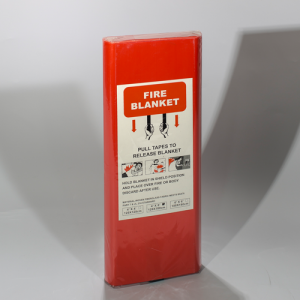 FIRE
BLANKET
PULL TAPES TO
RELEASE BLANKET
HOLD BLANKET IN SHIELD POSITION
AND PLACE OVER FIRE OR BODY
DISCARD AFTER USE.